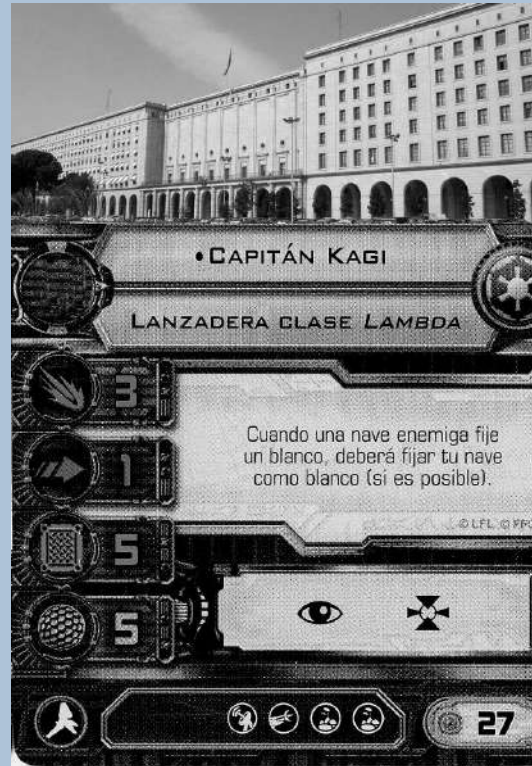 •CAPITÁN KAGI
LANZADERA CLASE LAMBDA
3
Cuando una nave enemiga fije
un blanco, deberá fijar tu nave
como blanco (si es posible).
1
© LFL © FFG
5
5
27